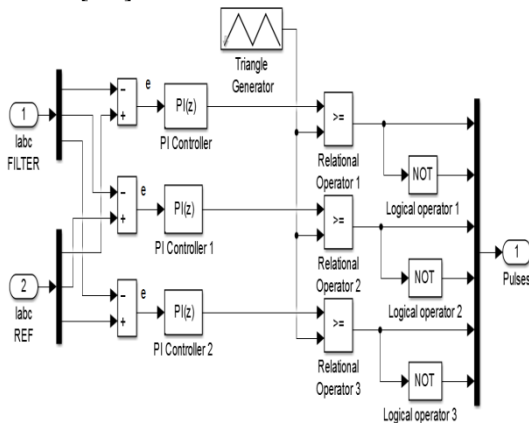 Triangle
Generator
1
Iabc
FILTER
−
+
e
PI(z)
PI Controller
>=
Relational
Operator 1
NOT
Logical operator 1
−
+
e
PI(z)
PI Controller 1
>=
Relational
Operator 2
NOT
Logical operator 2
1
Pulses
2
Iabc
REF
−
+
e
PI(z)
PI Controller 2
>=
Relational
Operator 3
NOT
Logical operator 3